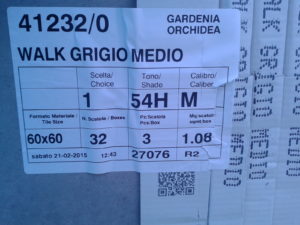 41232/0
GARDENIA
ORCHIDEA
WALK GRIGIO MEDIO
Scelta/
Choice
Tono/
Shade
Calibro/
Caliber
1
54H
M
Formato Materiale
Tile Size
N. Scatole / Boxes
Pz.Scatola
Pcs/Box
Mq.scatola
sqmt/box
60x60
32
3
1.08
sabato 21-02-2015
12:43
27076
R2
GRIGIO MEDIO
MEDIO